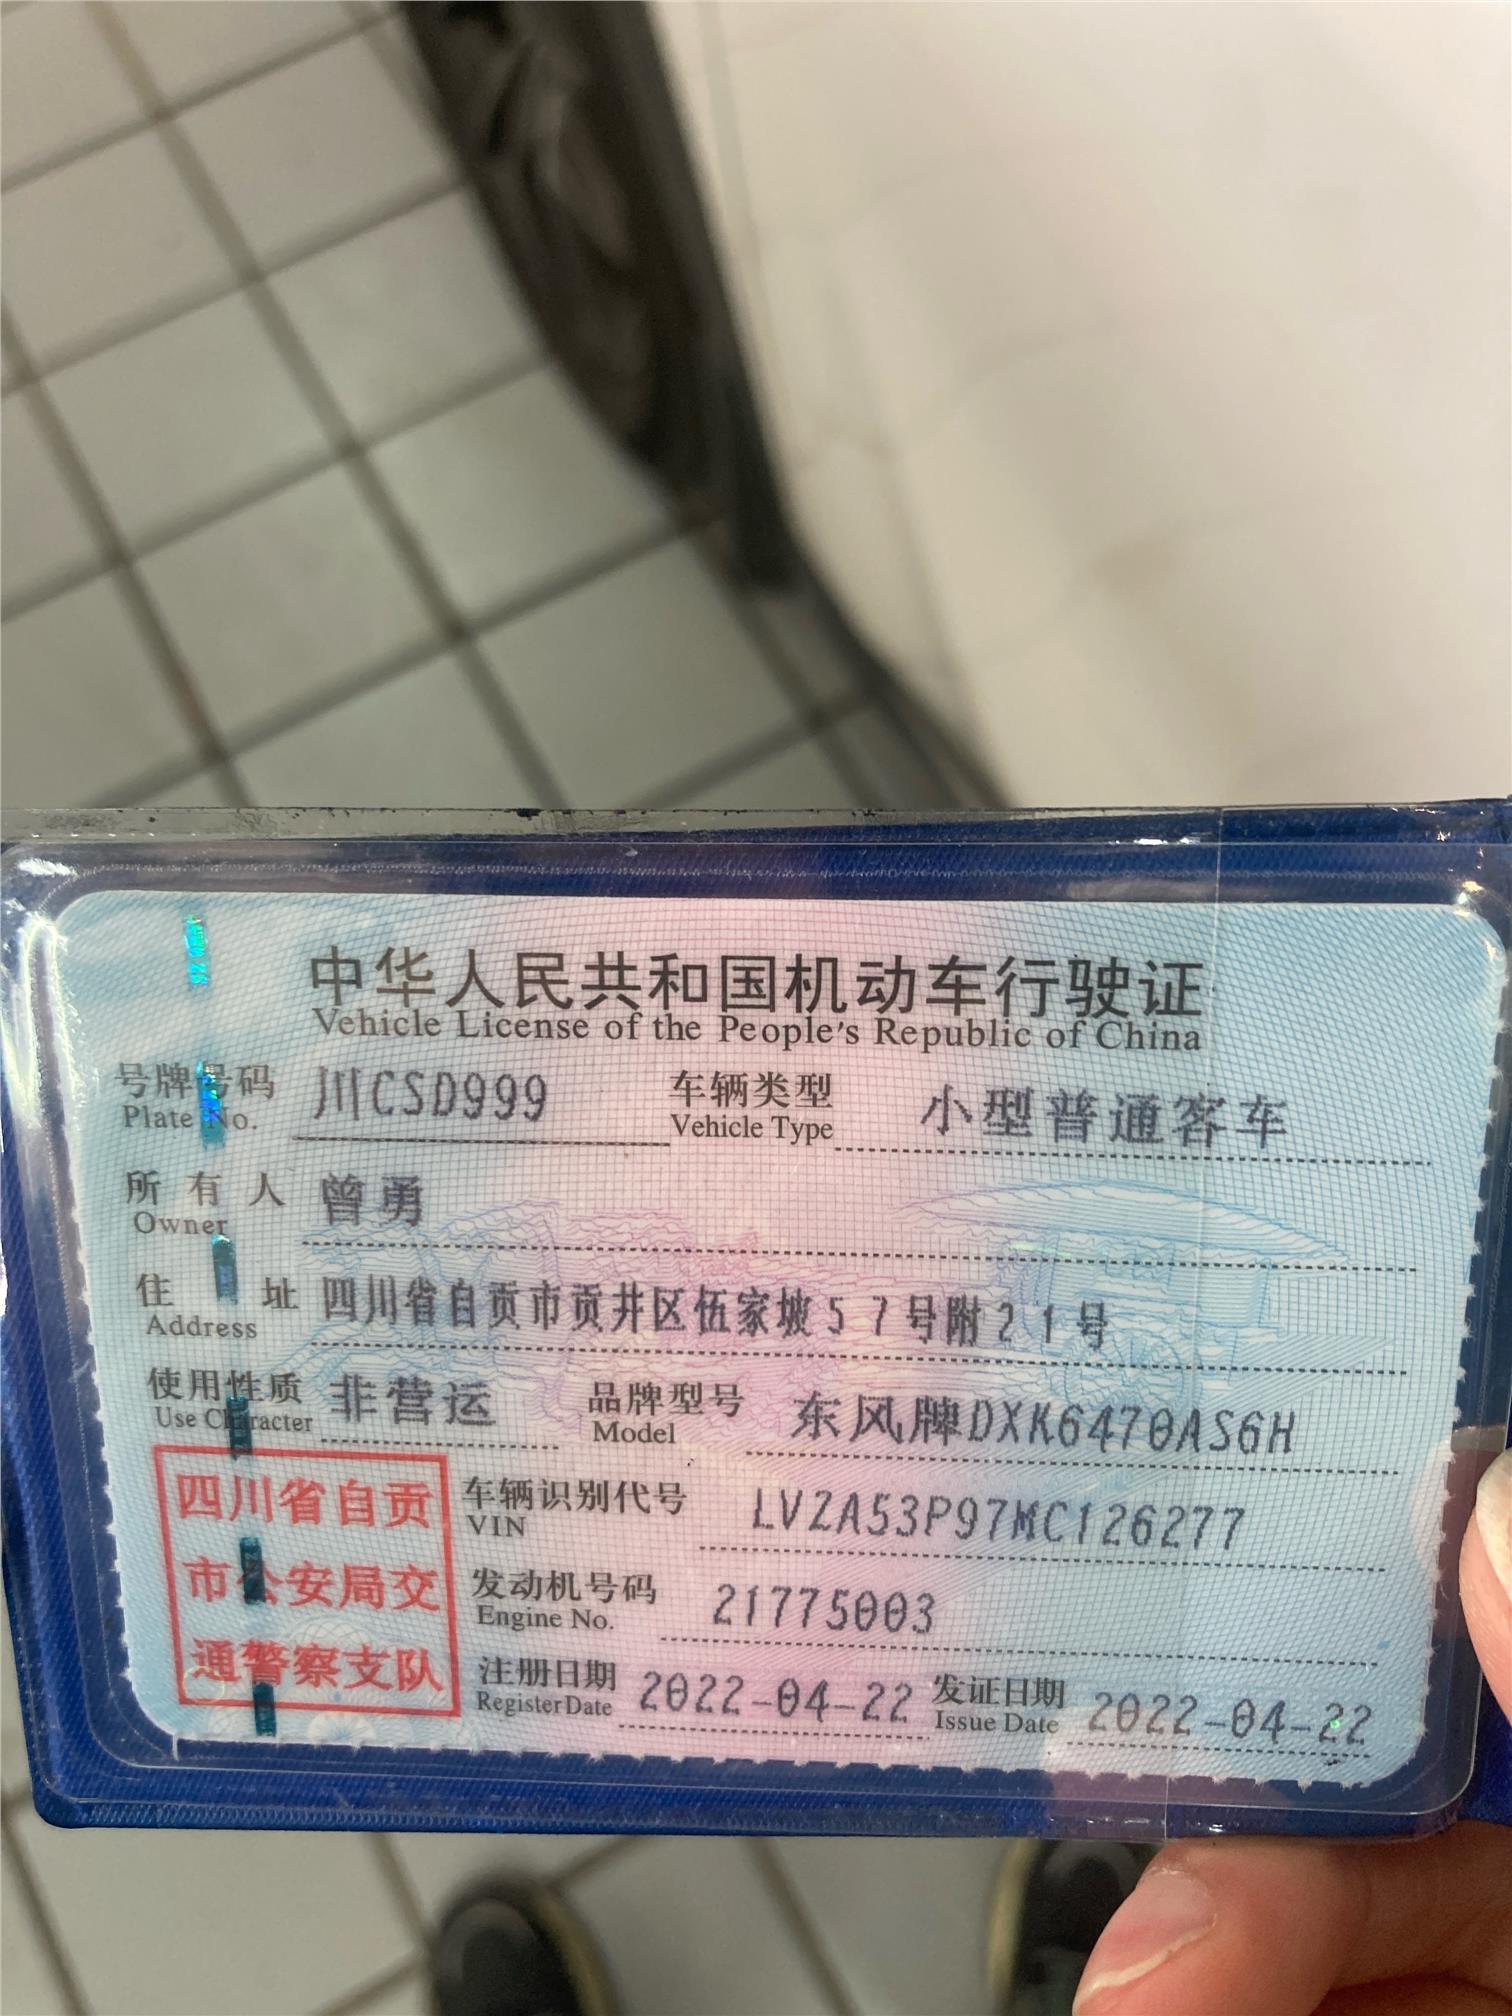 中华人民共和国机动车行驶证
Vehicle License of the People's Republic of China
号牌号码 川CSD999 车辆类型 小型普通客车
Plate No. Vehicle Type
所有人 曾勇
Owner
住址 四川省自贡市贡井区伍家坡57号附21号
Address
使用性质 非营运 品牌型号 东风牌DXK6470AS6H
Use Character Model
四川省自贡
市公安局交
通警察支队
车辆识别代号 LVZA53P97MC126277
VIN
发动机号码 21775003
Engine No.
注册日期 2022-04-22 发证日期 2022-04-22
Register Date Issue Date